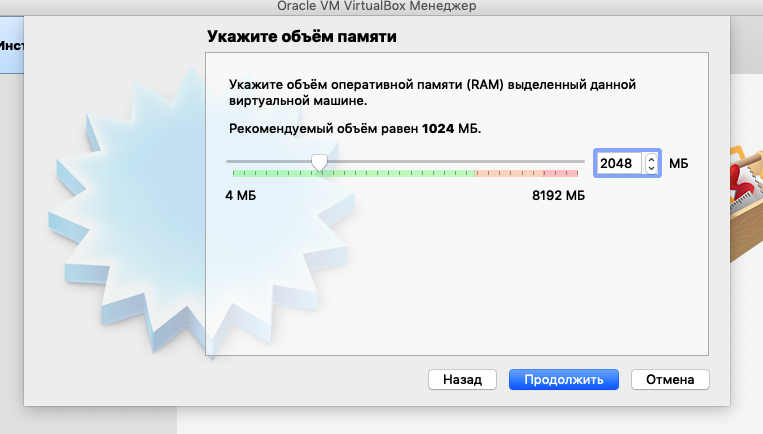 Oracle VM VirtualBox Менеджер
Инст
Укажите объём памяти
Укажите объём оперативной памяти (RAM) выделенный данной
виртуальной машине.
Рекомендуемый объём равен 1024 МБ.
2048 МБ
4 МБ 8192 МБ
Назад Продолжить Отмена